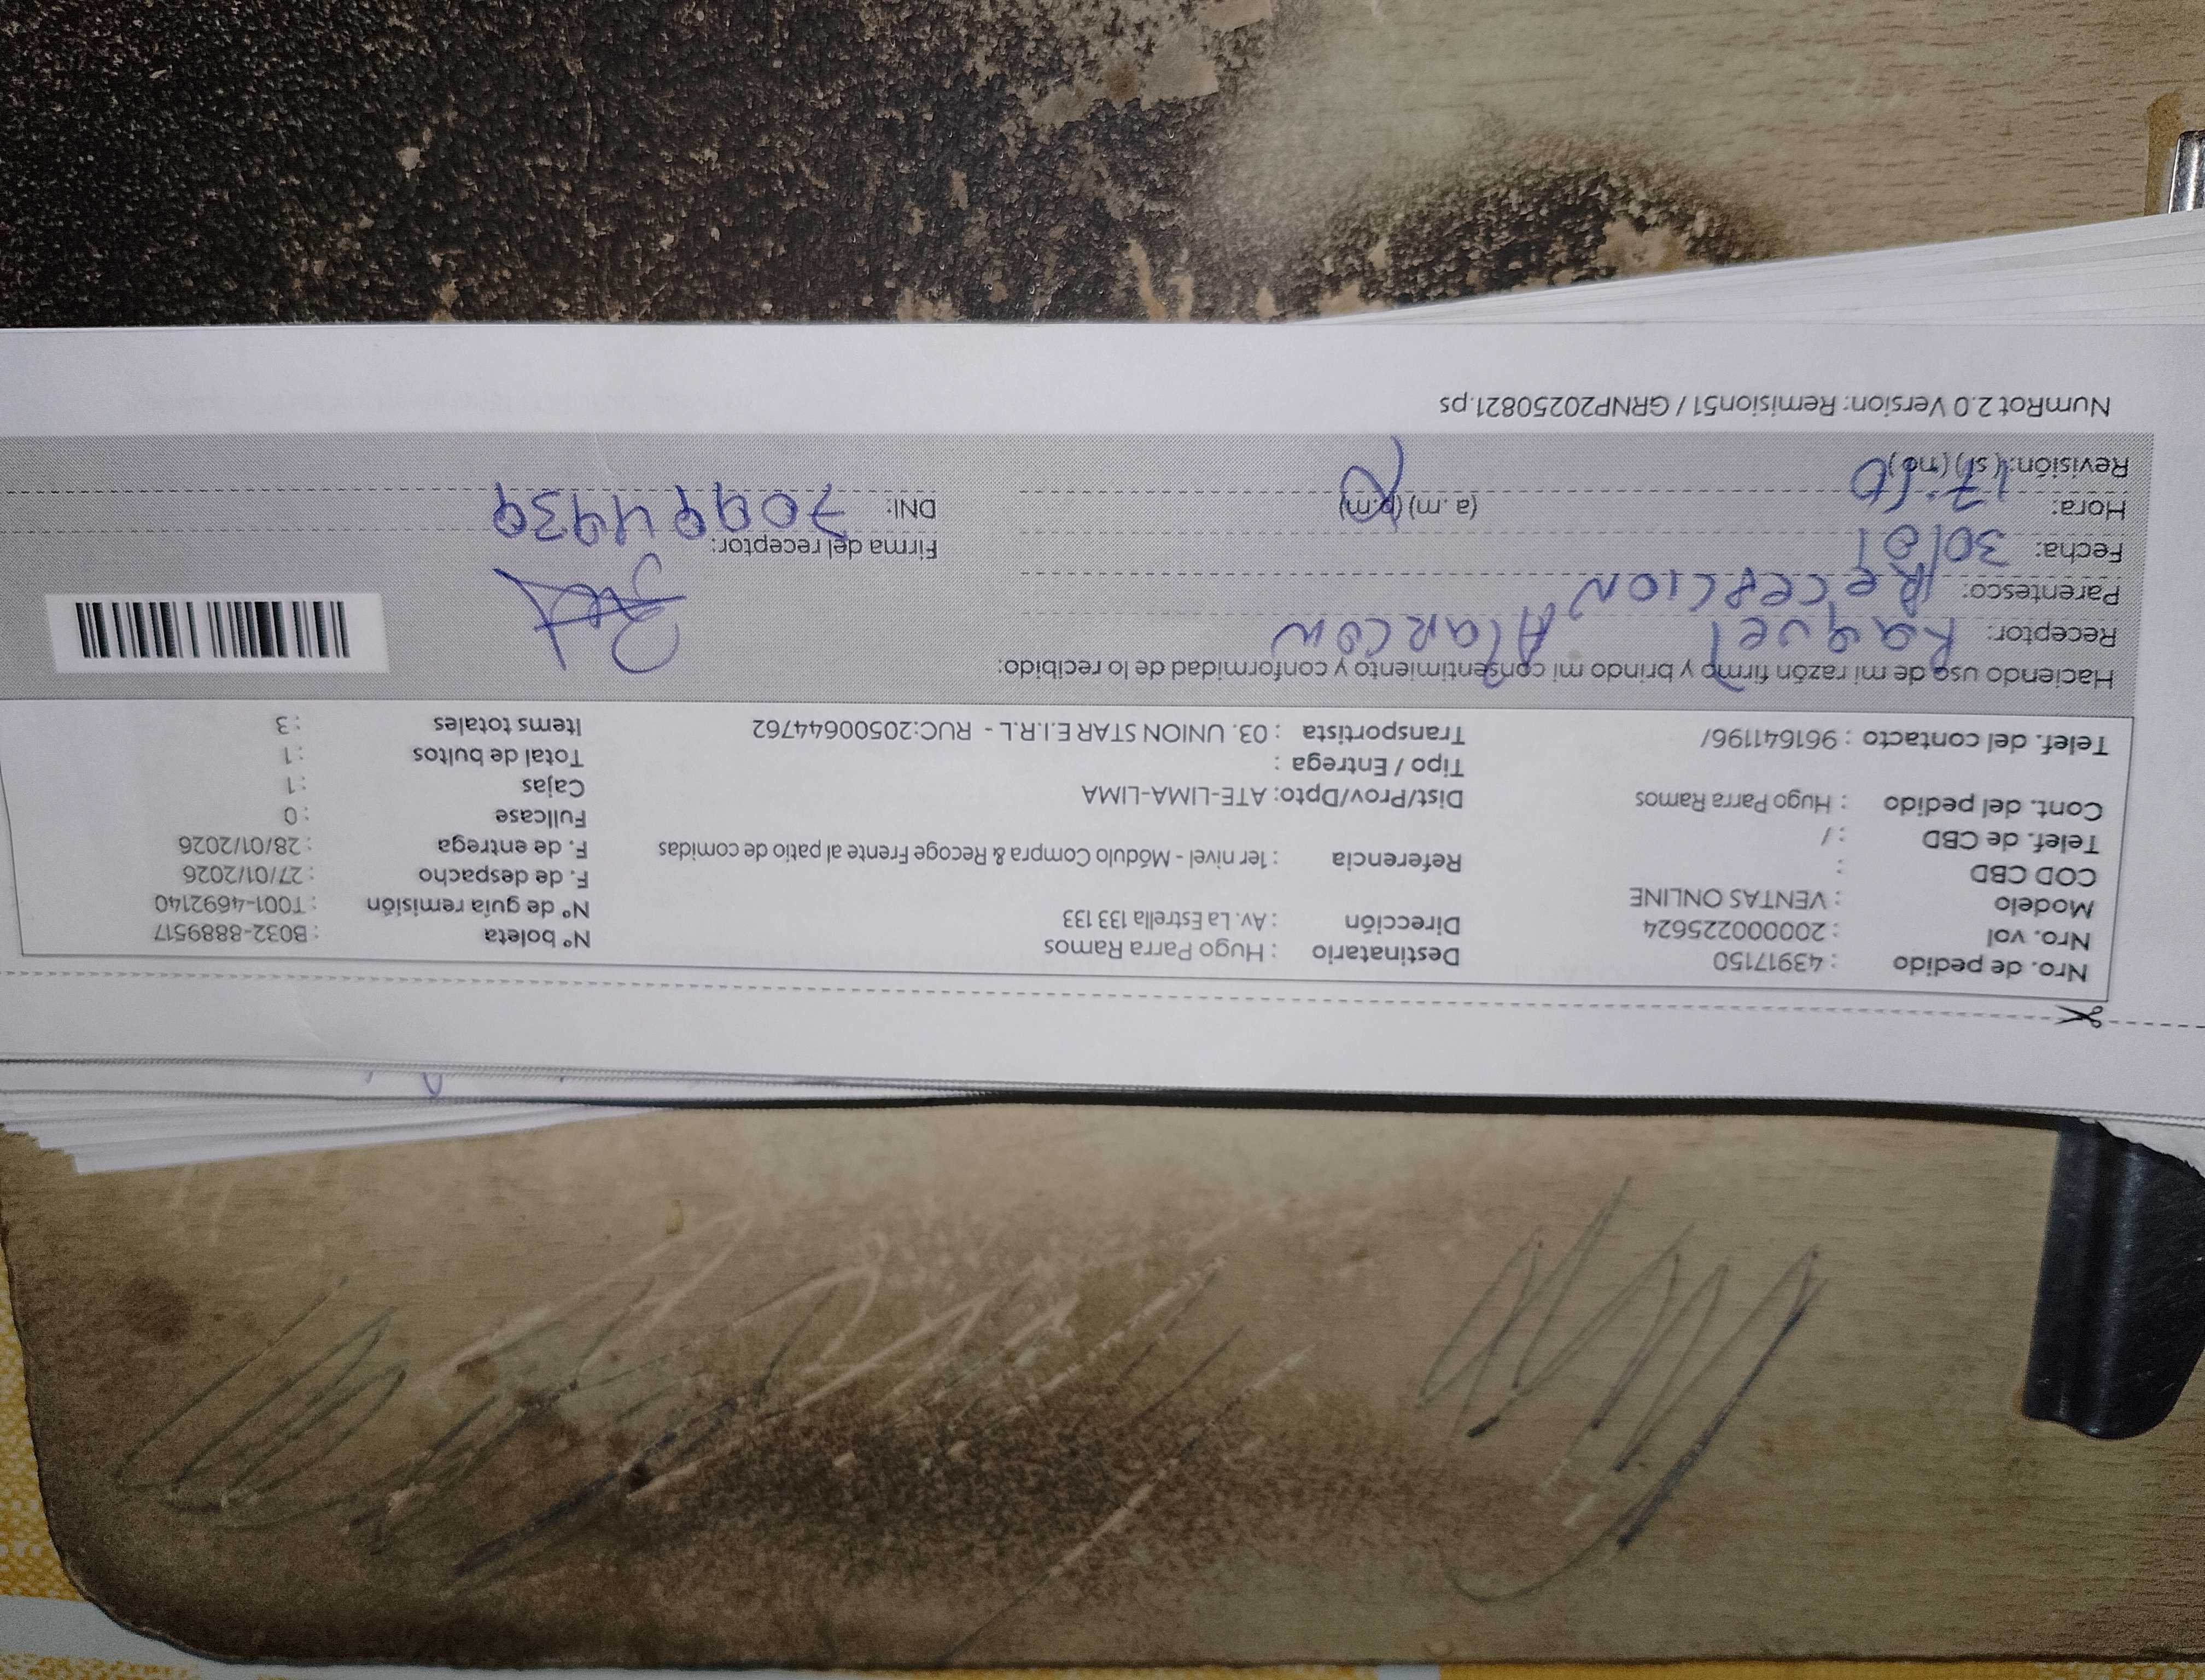 Nro. de pedido : 43917150
Nro. vol : 2000000225624
Modelo : VENTAS ONLINE
COD CBD :
Telef. de CBD : /
Cont. del pedido : Hugo Parra Ramos
Telef. del contacto : 961641196/
Destinatario : Hugo Parra Ramos
Dirección : Av. La Estrella 133 133
Referencia : 1er nivel - Módulo Compra & Recoge Frente al patio de comidas
Dist/Prov/Dpto: ATE-LIMA-LIMA
Tipo / Entrega :
Transportista : 03. UNION STAR E.I.R.L - RUC:20500644762
N° boleta : B032-8889517
N° de guía remisión : T001-4692140
F. de despacho : 27/01/2026
F. de entrega : 28/01/2026
Fullcase : 0
Cajas : 1
Total de bultos : 1
Items totales : 3
Haciendo uso de mi razón firmo y brindo mi consentimiento y conformidad de lo recibido:
Receptor: Raquel Alarcon
Parentesco: Recepcion
Fecha: 30/01
Hora: 17: (a.m) (p.m)
Revisión: (si) (no)
Firma del receptor:
DNI: 70994939
NumRot 2.0 Version: Remision51 / GRNP20250821.ps